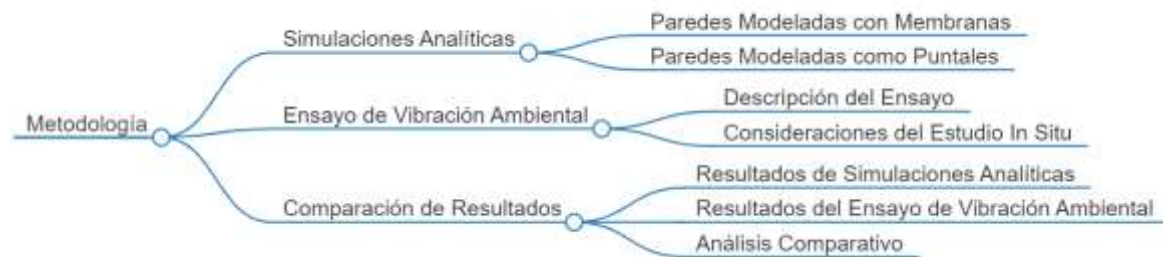 Metodología
Simulaciones Analíticas
Paredes Modeladas con Membranas
Paredes Modeladas como Puntales
Ensayo de Vibración Ambiental
Descripción del Ensayo
Consideraciones del Estudio In Situ
Comparación de Resultados
Resultados de Simulaciones Analíticas
Resultados del Ensayo de Vibración Ambiental
Análisis Comparativo